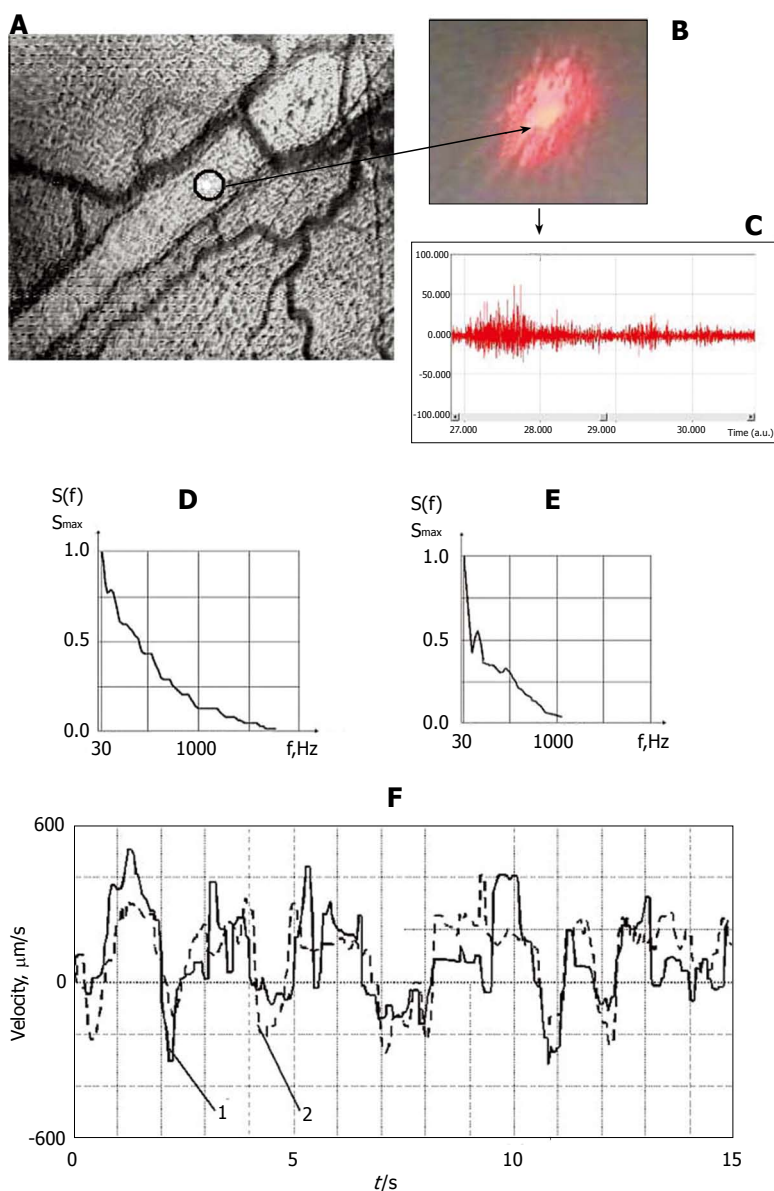 A
B
C
100.000
50.000
0.000
-50.000
-100.000
27.000 28.000 29.000 30.000 Time (a.u.)
S(f)
Smax
D
1.0
0.5
0.0
30 1000 f,Hz
S(f)
Smax
E
1.0
0.5
0.0
30 1000 f,Hz
F
600
0
-600
Velocity, μm/s
1 2
0 5 10 15
t/s